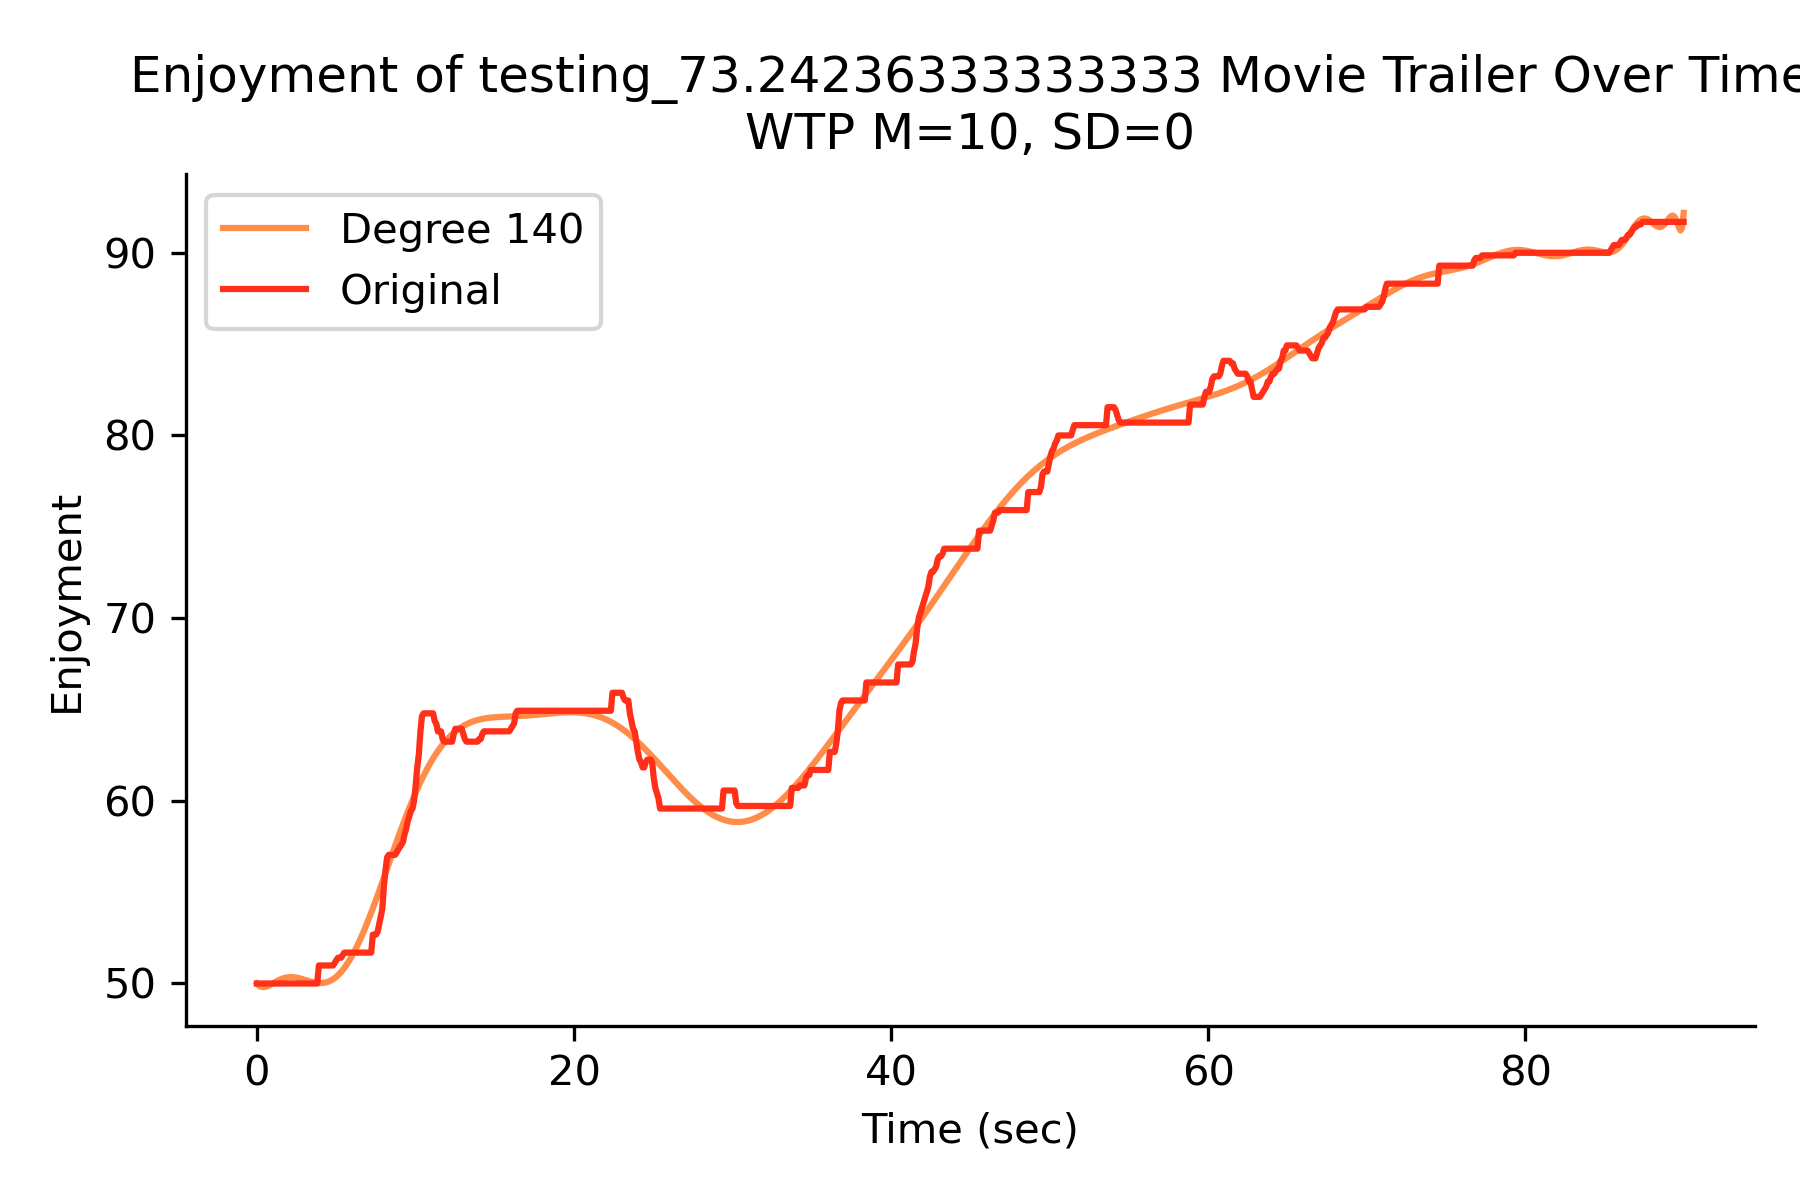 Enjoyment of testing_73.24236333333333 Movie Trailer Over Time
WTP M=10, SD=0
Degree 140
Original
90
80
70
60
50
Enjoyment
0 20 40 60 80
Time (sec)